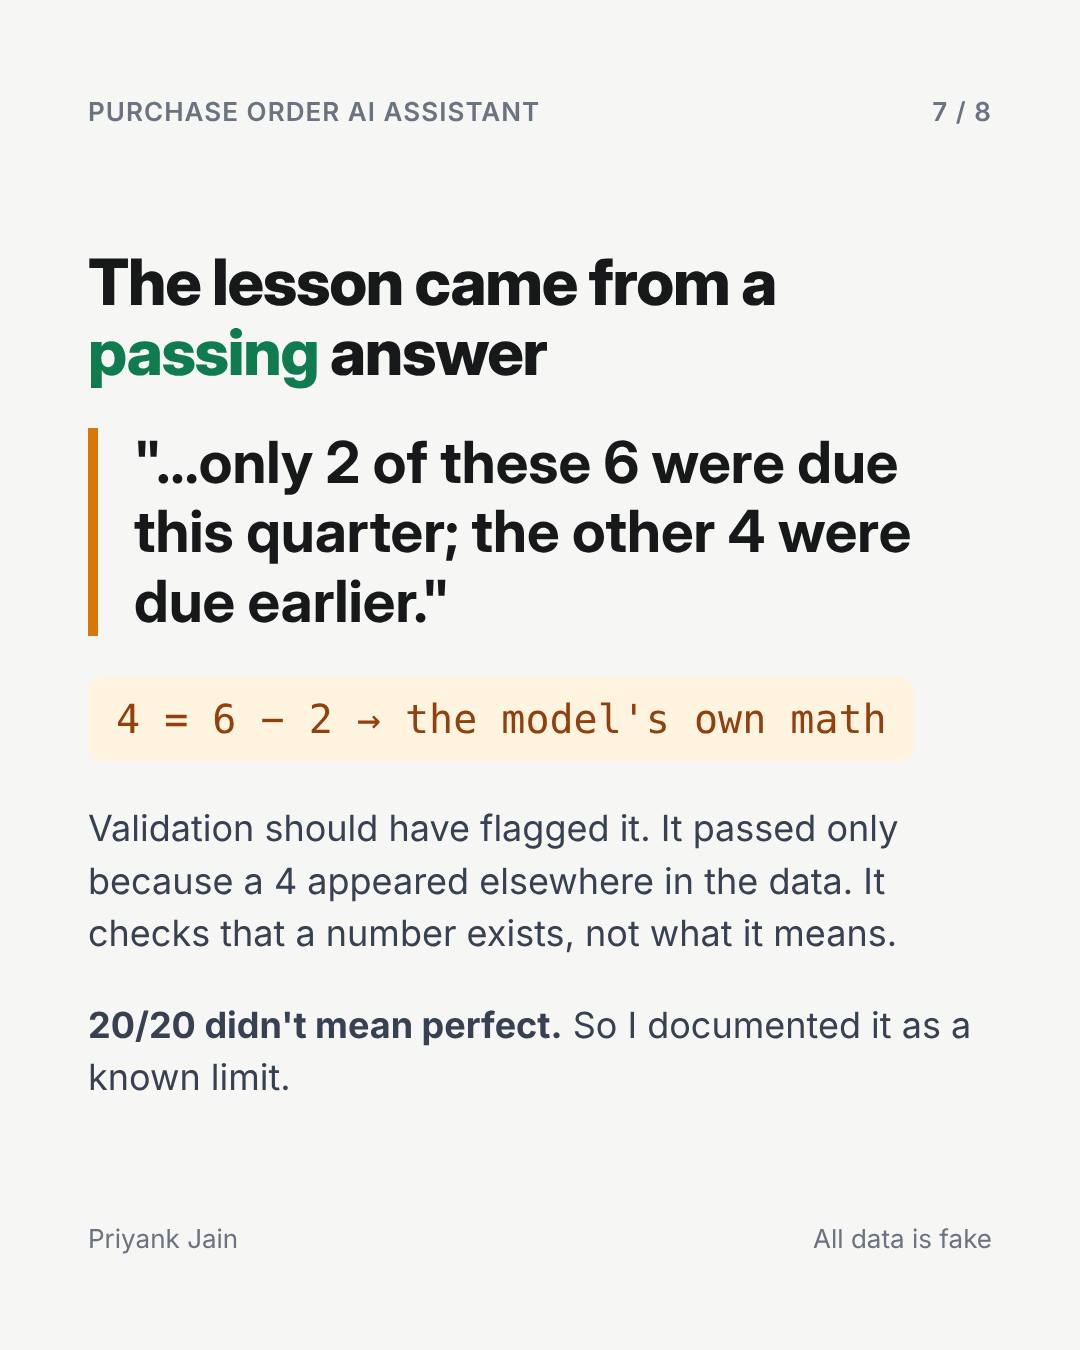 PURCHASE ORDER AI ASSISTANT
7 / 8
The lesson came from a
passing answer
"...only 2 of these 6 were due
this quarter; the other 4 were
due earlier."
4 = 6 − 2 → the model's own math
Validation should have flagged it. It passed only
because a 4 appeared elsewhere in the data. It
checks that a number exists, not what it means.
20/20 didn't mean perfect. So I documented it as a
known limit.
Priyank Jain
All data is fake